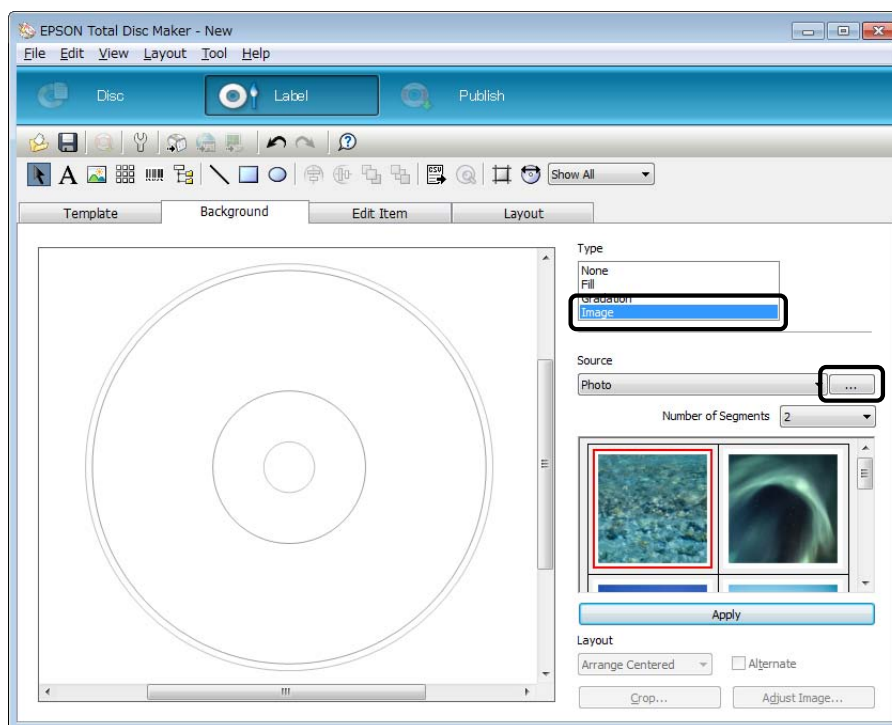 EPSON Total Disc Maker - New
File Edit View Layout Tool Help
Disc Label Publish
A CSV Show All
Template Background Edit Item Layout
Type
None
Fill
Gradation
Image
Source
Photo ...
Number of Segments 2
Apply
Layout
Arrange Centered Alternate
Crop... Adjust Image...